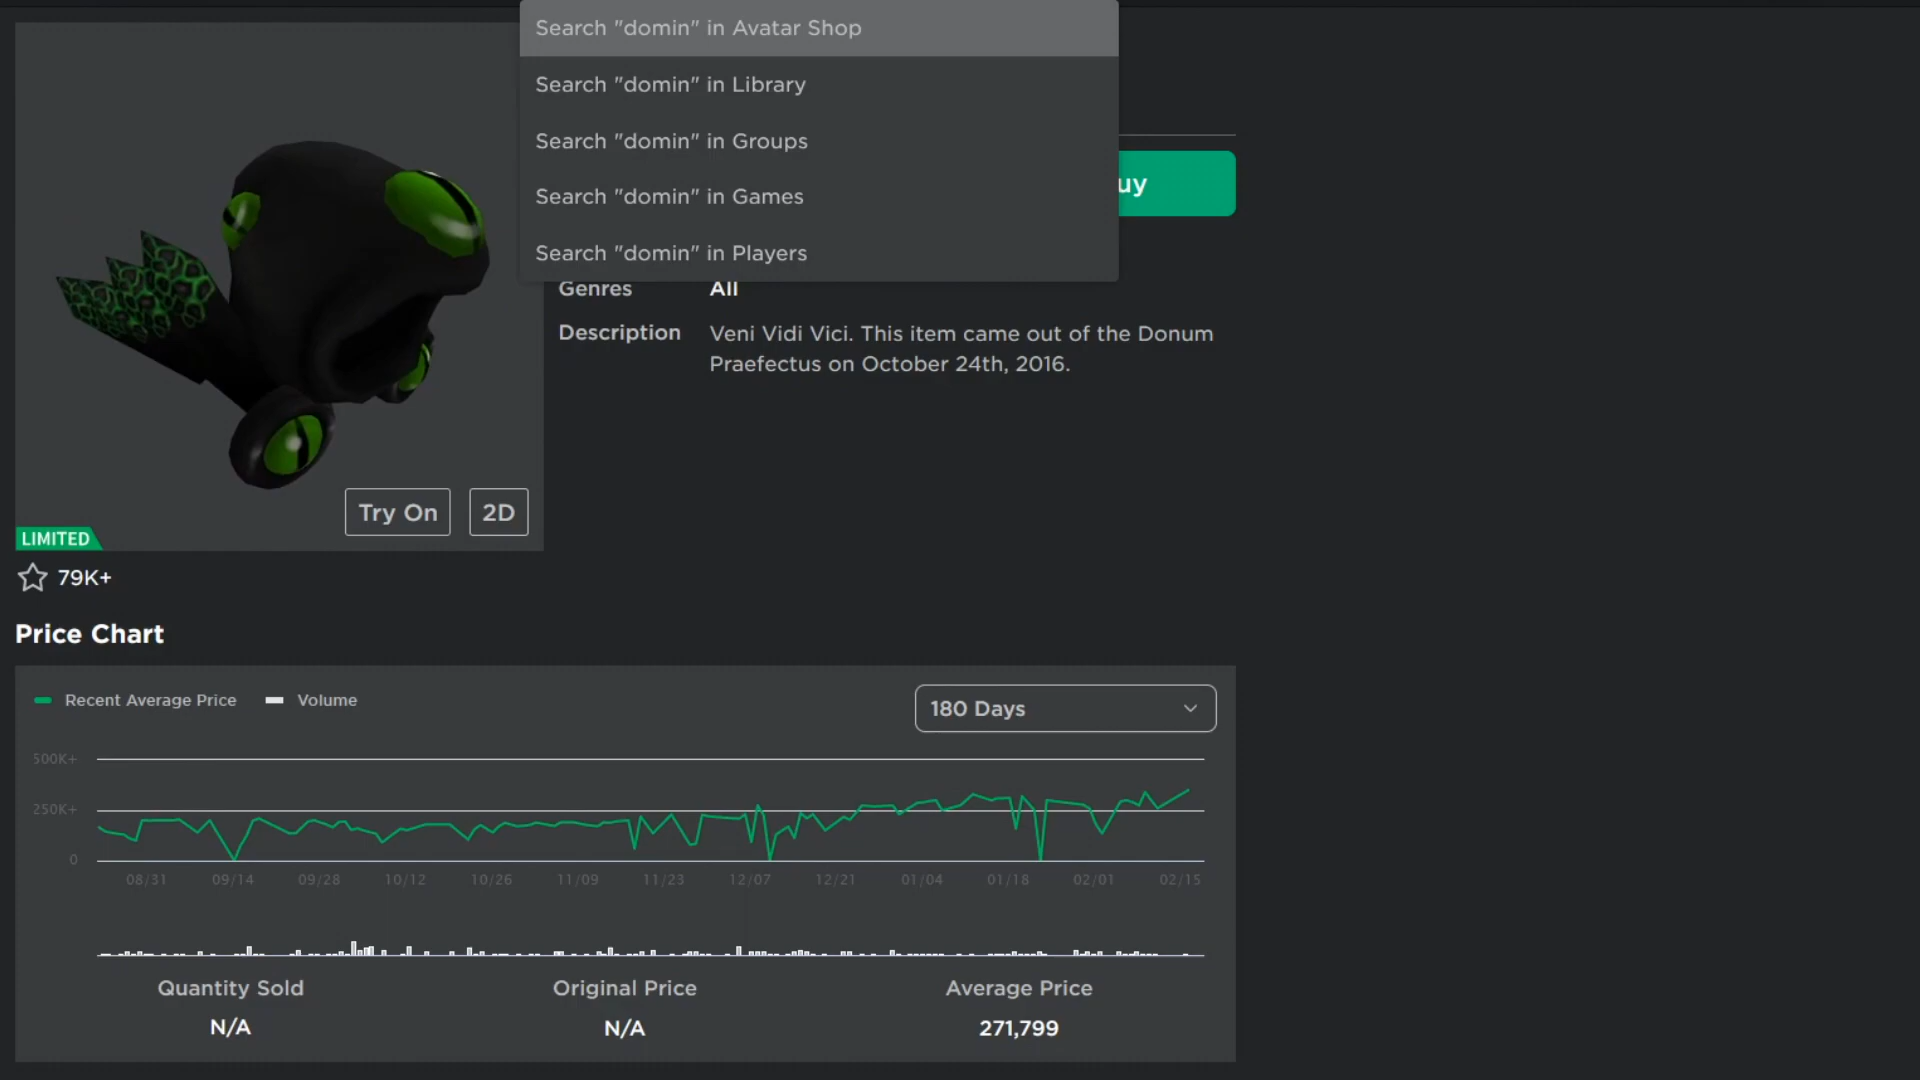 Search "domin" in Avatar Shop
Search "domin" in Library
Search "domin" in Groups
Search "domin" in Games
Search "domin" in Players
uy
Genres All
Description Veni Vidi Vici. This item came out of the Donum
Praefectus on October 24th, 2016.
Try On 2D
LIMITED
79K+
Price Chart
Recent Average Price Volume 180 Days
500K+
250K+
0
08/31 09/14 09/28 10/12 10/26 11/09 11/23 12/07 12/21 01/04 01/18 02/01 02/15
Quantity Sold Original Price Average Price
N/A N/A 271,799